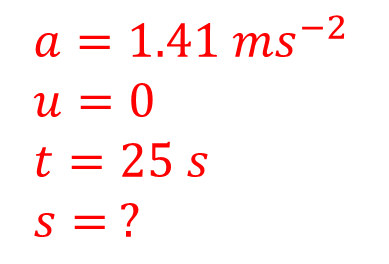 a = 1.41 ms⁻²
u = 0
t = 25 s
s = ?